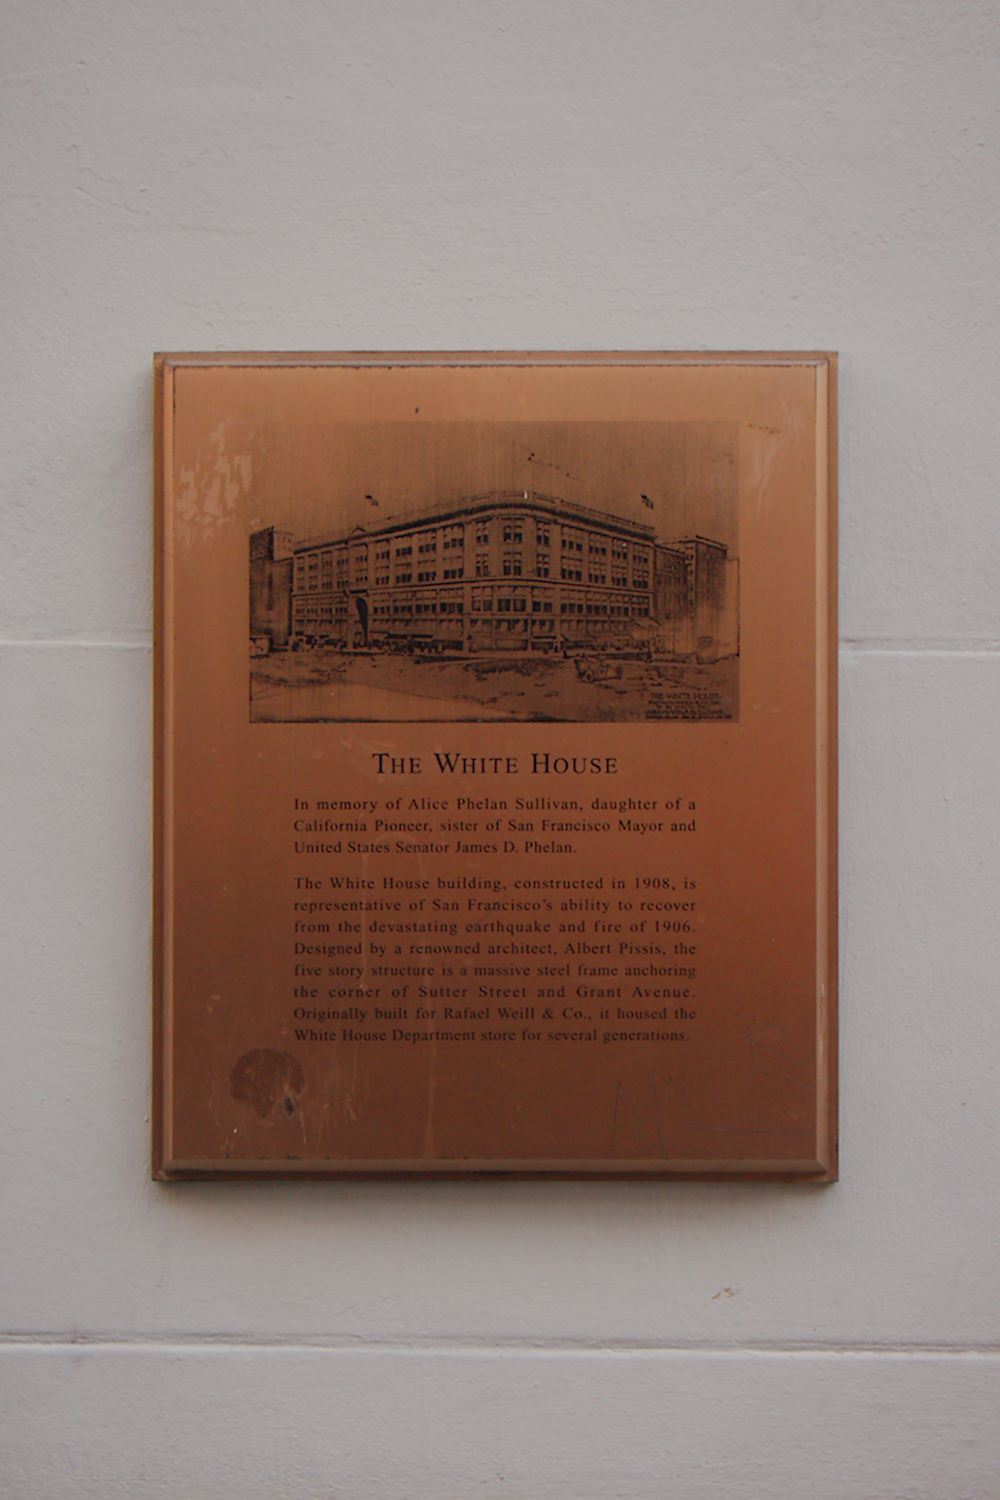 THE WHITE HOUSE
In memory of Alice Phelan Sullivan, daughter of a
California Pioneer, sister of San Francisco Mayor and
United States Senator James D. Phelan.
The White House building, constructed in 1908, is
representative of San Francisco's ability to recover
from the devastating earthquake and fire of 1906.
Designed by a renowned architect, Albert Pissis, the
five story structure is a massive steel frame anchoring
the corner of Sutter Street and Grant Avenue.
Originally built for Rafael Weill & Co., it housed the
White House Department store for several generations.